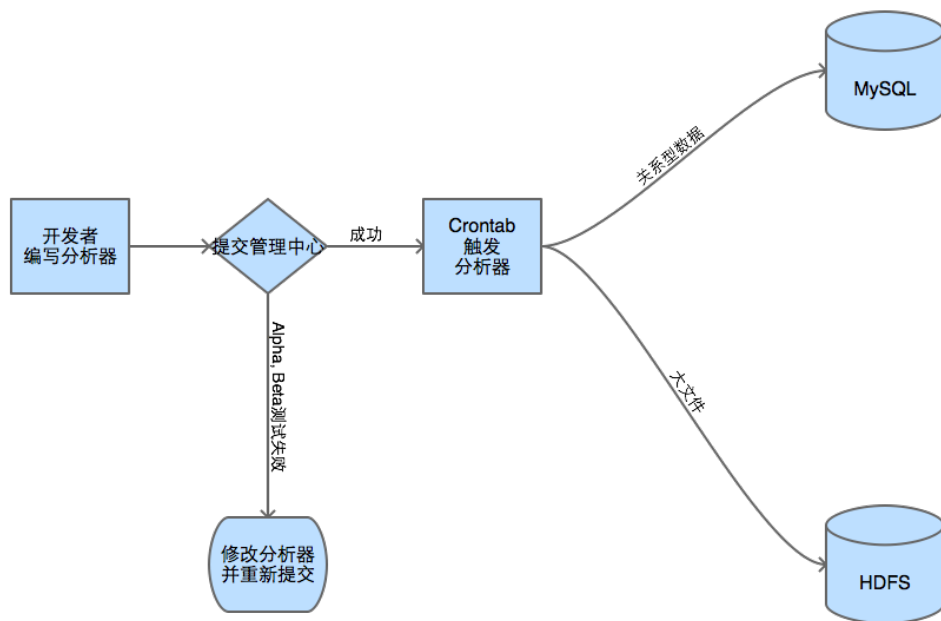 MySQL
关系型数据
开发者
编写分析器
提交管理中心
成功
Crontab
触发
分析器
Alpha, Beta测试失败
大文件
修改分析器
并重新提交
HDFS